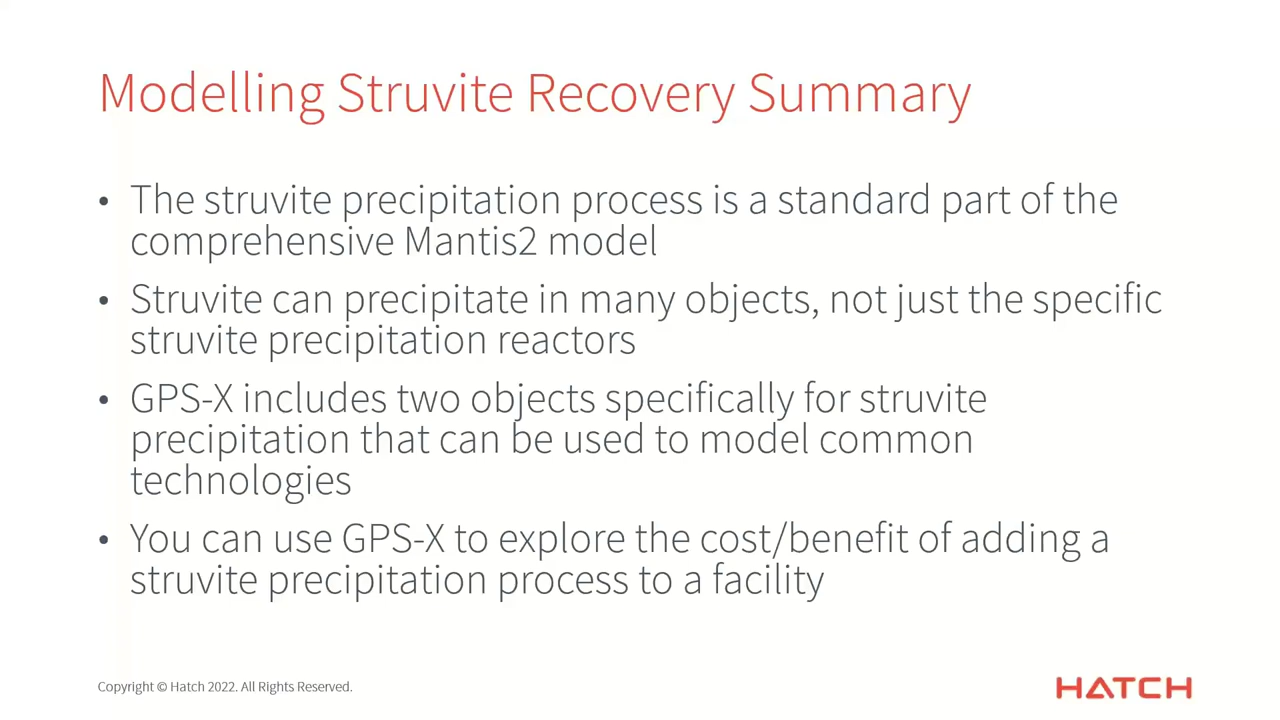 Modelling Struvite Recovery Summary
• The struvite precipitation process is a standard part of the
comprehensive Mantis2 model
• Struvite can precipitate in many objects, not just the specific
struvite precipitation reactors
• GPS-X includes two objects specifically for struvite
precipitation that can be used to model common
technologies
• You can use GPS-X to explore the cost/benefit of adding a
struvite precipitation process to a facility
Copyright © Hatch 2022. All Rights Reserved.
HATCH